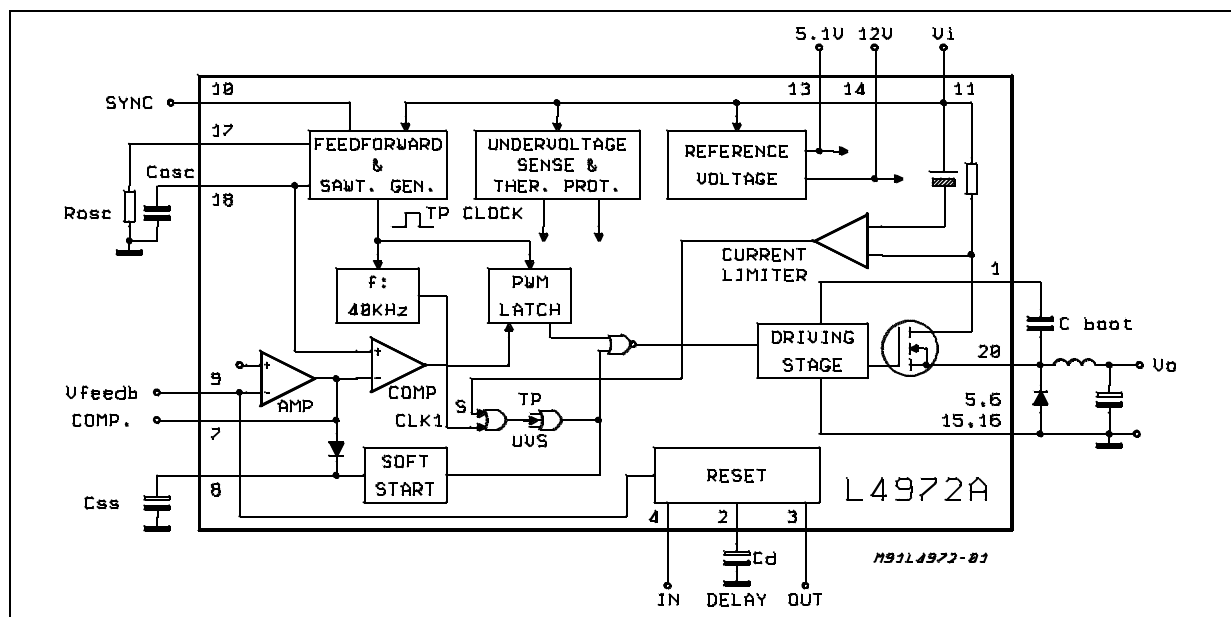 5.1V 12V Vi
10 13 14 11
SYNC
17
FEEDFORWARD
&
SAWT. GEN.
UNDERVOLTAGE
SENSE &
THER. PROT.
REFERENCE
VOLTAGE
Cosc
18
Rosc
TP CLOCK
CURRENT
LIMITER
1
f:
40KHz
PWM
LATCH
DRIVING
STAGE
C boot
20
+
-
AMP
+
-
COMP
Vo
9
Vfeedb
COMP.
7
S
CLK1
TP
UVS
5.6
15.16
SOFT
START
RESET
L4972A
8
Css
4 2 3
Cd
M91L4972-01
IN DELAY OUT